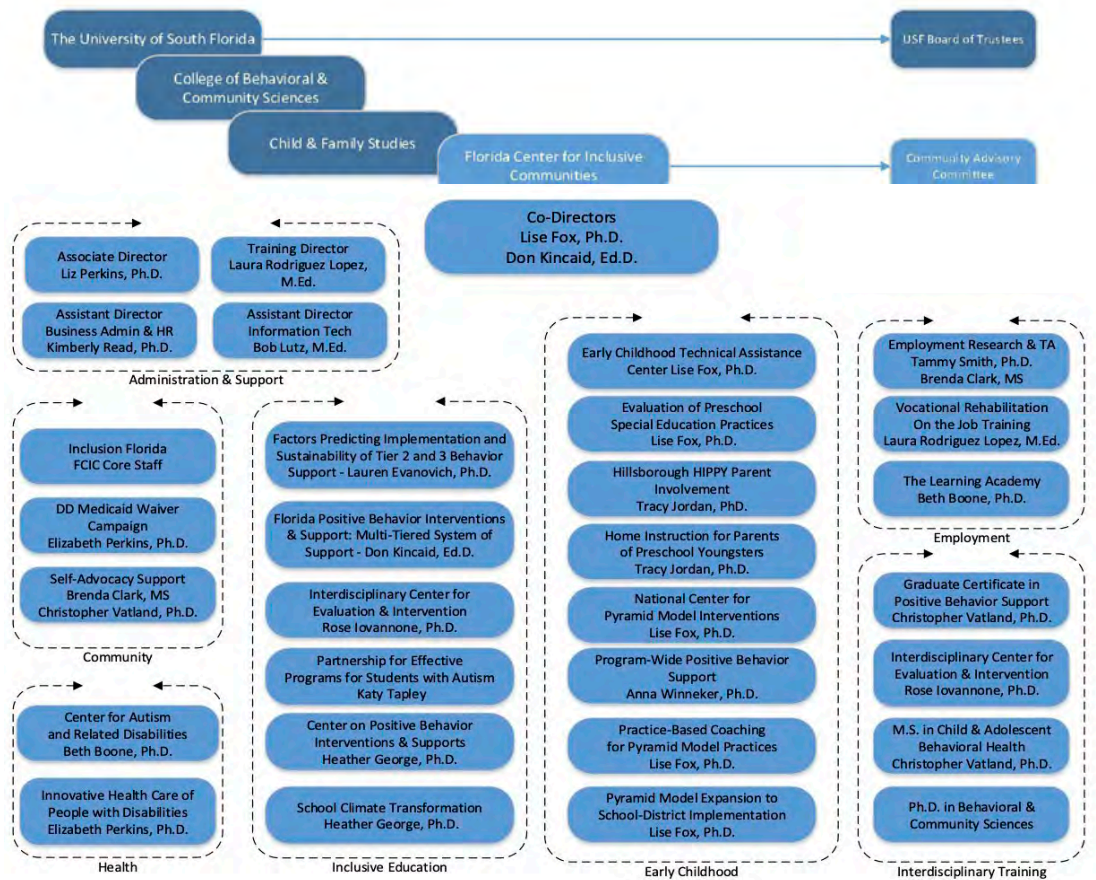 The University of South Florida
USF Board of Trustees
College of Behavioral &
Community Sciences
Child & Family Studies
Florida Center for Inclusive
Communities
Community Advisory
Committee
Co-Directors
Lise Fox, Ph.D.
Don Kincaid, Ed.D.
Associate Director
Liz Perkins, Ph.D.
Training Director
Laura Rodriguez Lopez,
M.Ed.
Assistant Director
Business Admin & HR
Kimberly Read, Ph.D.
Assistant Director
Information Tech
Bob Lutz, M.Ed.
Administration & Support
Inclusion Florida
FCIC Core Staff
DD Medicaid Waiver
Campaign
Elizabeth Perkins, Ph.D.
Self-Advocacy Support
Brenda Clark, MS
Christopher Vatland, Ph.D.
Community
Center for Autism
and Related Disabilities
Beth Boone, Ph.D.
Innovative Health Care of
People with Disabilities
Elizabeth Perkins, Ph.D.
Health
Factors Predicting Implementation and
Sustainability of Tier 2 and 3 Behavior
Support - Lauren Evanovich, Ph.D.
Florida Positive Behavior Interventions
& Support: Multi-Tiered System of
Support - Don Kincaid, Ed.D.
Interdisciplinary Center for
Evaluation & Intervention
Rose Iovannone, Ph.D.
Partnership for Effective
Programs for Students with Autism
Katy Tapley
Center on Positive Behavior
Interventions & Supports
Heather George, Ph.D.
School Climate Transformation
Heather George, Ph.D.
Inclusive Education
Early Childhood Technical Assistance
Center Lise Fox, Ph.D.
Evaluation of Preschool
Special Education Practices
Lise Fox, Ph.D.
Hillsborough HIPPY Parent
Involvement
Tracy Jordan, PhD.
Home Instruction for Parents
of Preschool Youngsters
Tracy Jordan, Ph.D.
National Center for
Pyramid Model Interventions
Lise Fox, Ph.D.
Program-Wide Positive Behavior
Support
Anna Winneker, Ph.D.
Practice-Based Coaching
for Pyramid Model Practices
Lise Fox, Ph.D.
Pyramid Model Expansion to
School-District Implementation
Lise Fox, Ph.D.
Early Childhood
Employment Research & TA
Tammy Smith, Ph.D.
Brenda Clark, MS
Vocational Rehabilitation
On the Job Training
Laura Rodriguez Lopez, M.Ed.
The Learning Academy
Beth Boone, Ph.D.
Employment
Graduate Certificate in
Positive Behavior Support
Christopher Vatland, Ph.D.
Interdisciplinary Center for
Evaluation & Intervention
Rose Iovannone, Ph.D.
M.S. in Child & Adolescent
Behavioral Health
Christopher Vatland, Ph.D.
Ph.D. in Behavioral &
Community Sciences
Interdisciplinary Training